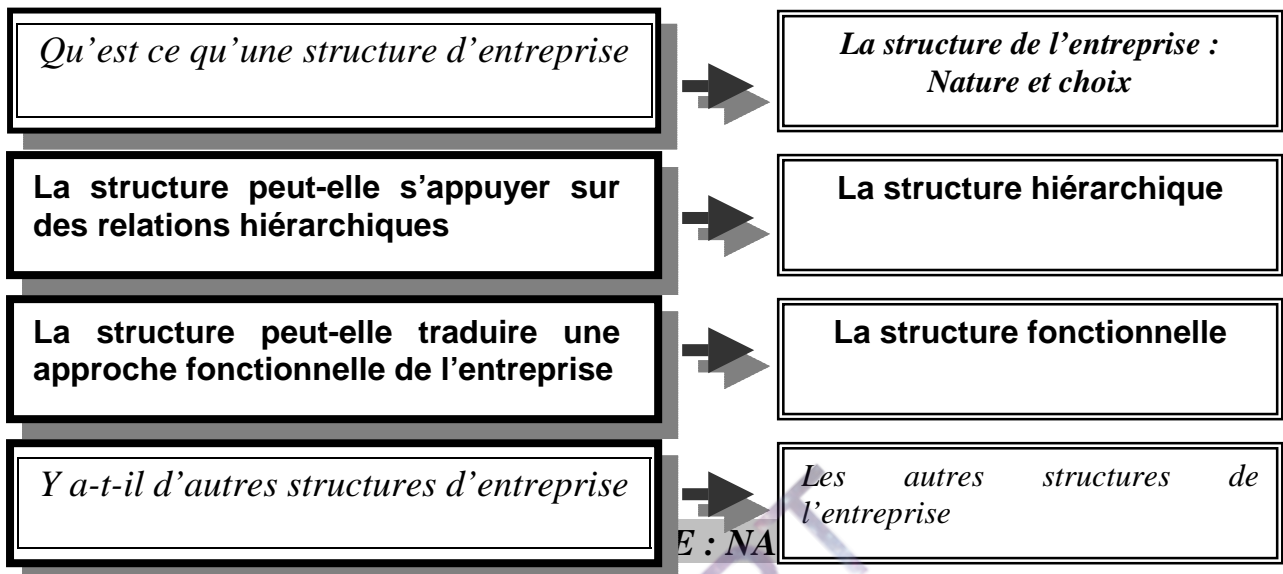 Qu'est ce qu'une structure d'entreprise
La structure de l'entreprise :
Nature et choix
La structure peut-elle s'appuyer sur
des relations hiérarchiques
La structure hiérarchique
La structure peut-elle traduire une
approche fonctionnelle de l'entreprise
La structure fonctionnelle
Y a-t-il d'autres structures d'entreprise
Les autres structures de
l'entreprise
E : NA